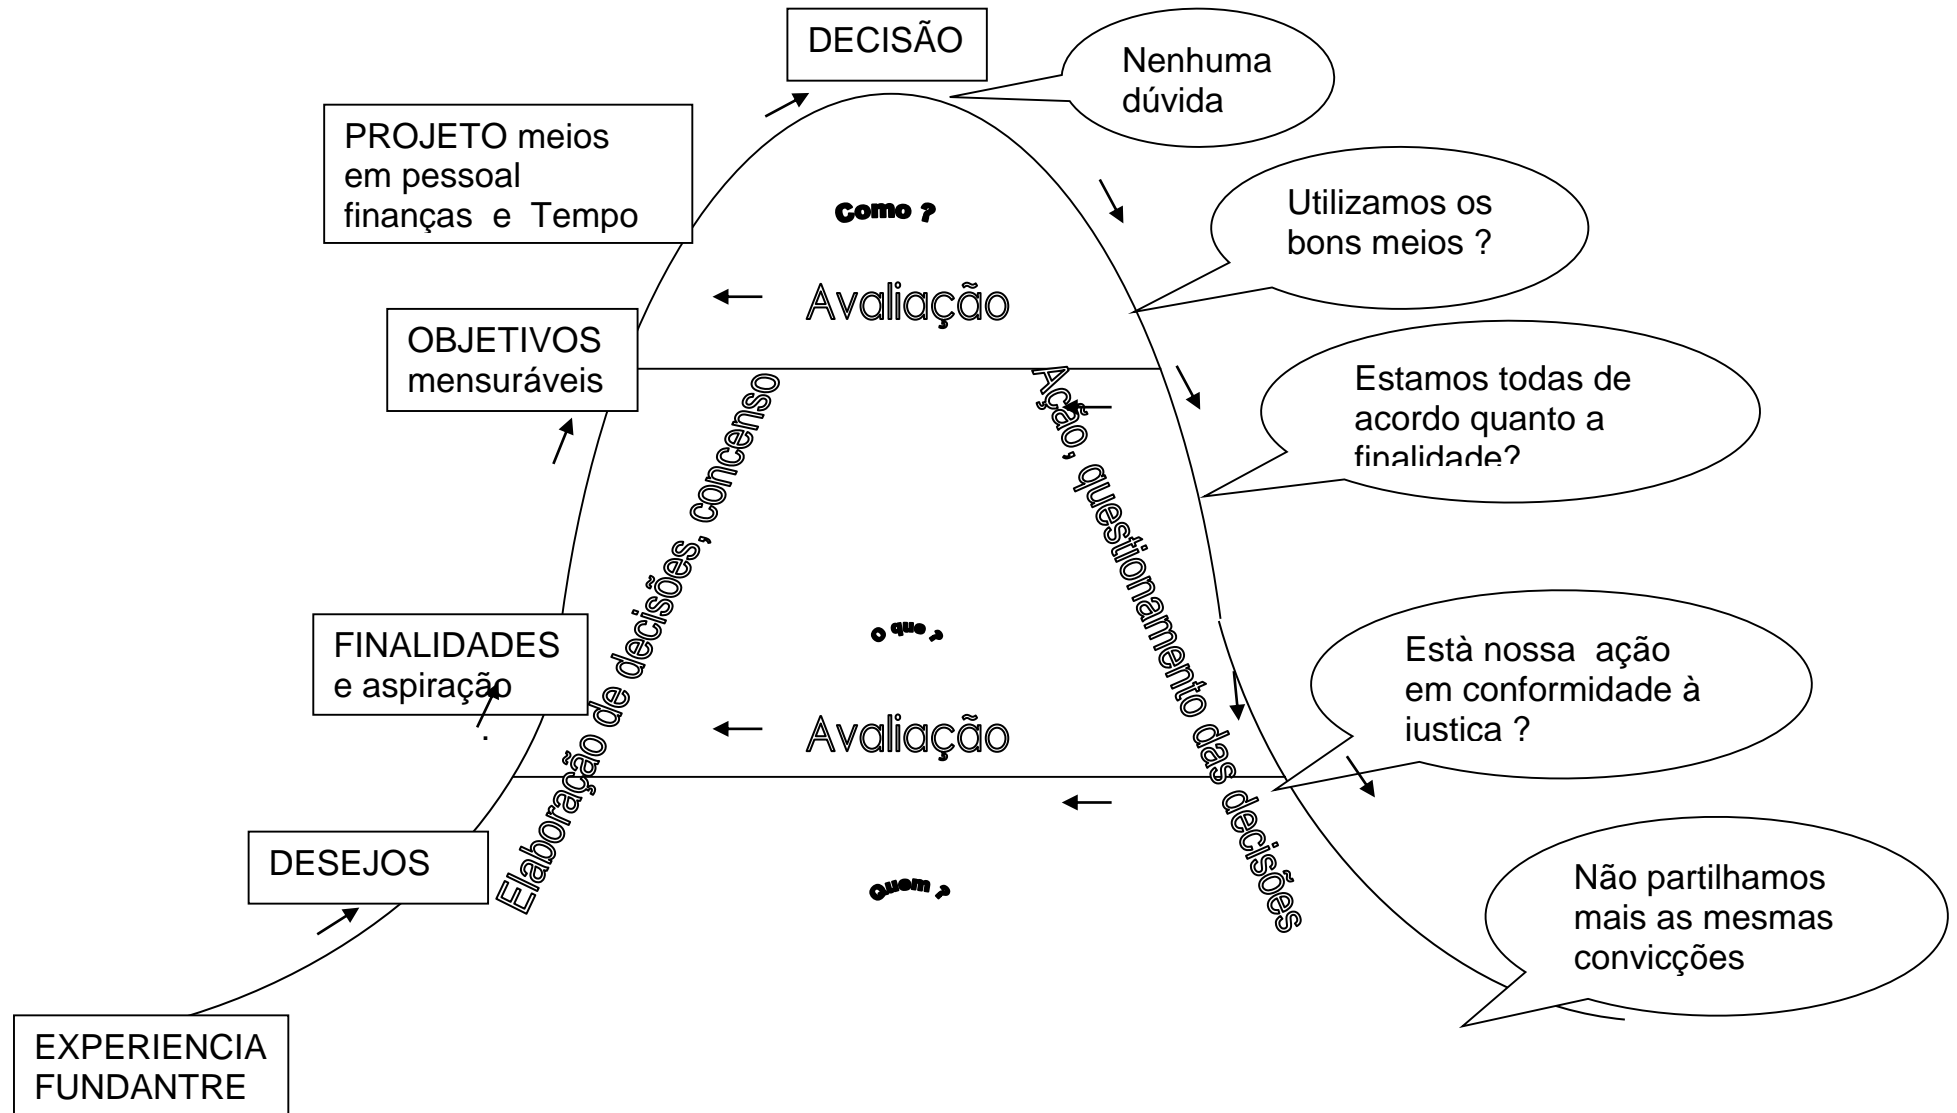 DECISÃO
Nenhuma
dúvida
PROJETO meios
em pessoal
finanças e Tempo
Como ?
Utilizamos os
bons meios ?
Avaliação
OBJETIVOS
mensuráveis
Estamos todas de
acordo quanto a
finalidade?
Elaboração de decisões, concenso
Ação, questionamento das decisões
O que ?
FINALIDADES
e aspiração
.
Està nossa ação
em conformidade à
justiça ?
Avaliação
DESEJOS
Quem ?
Não partilhamos
mais as mesmas
convicções
EXPERIENCIA
FUNDANTRE